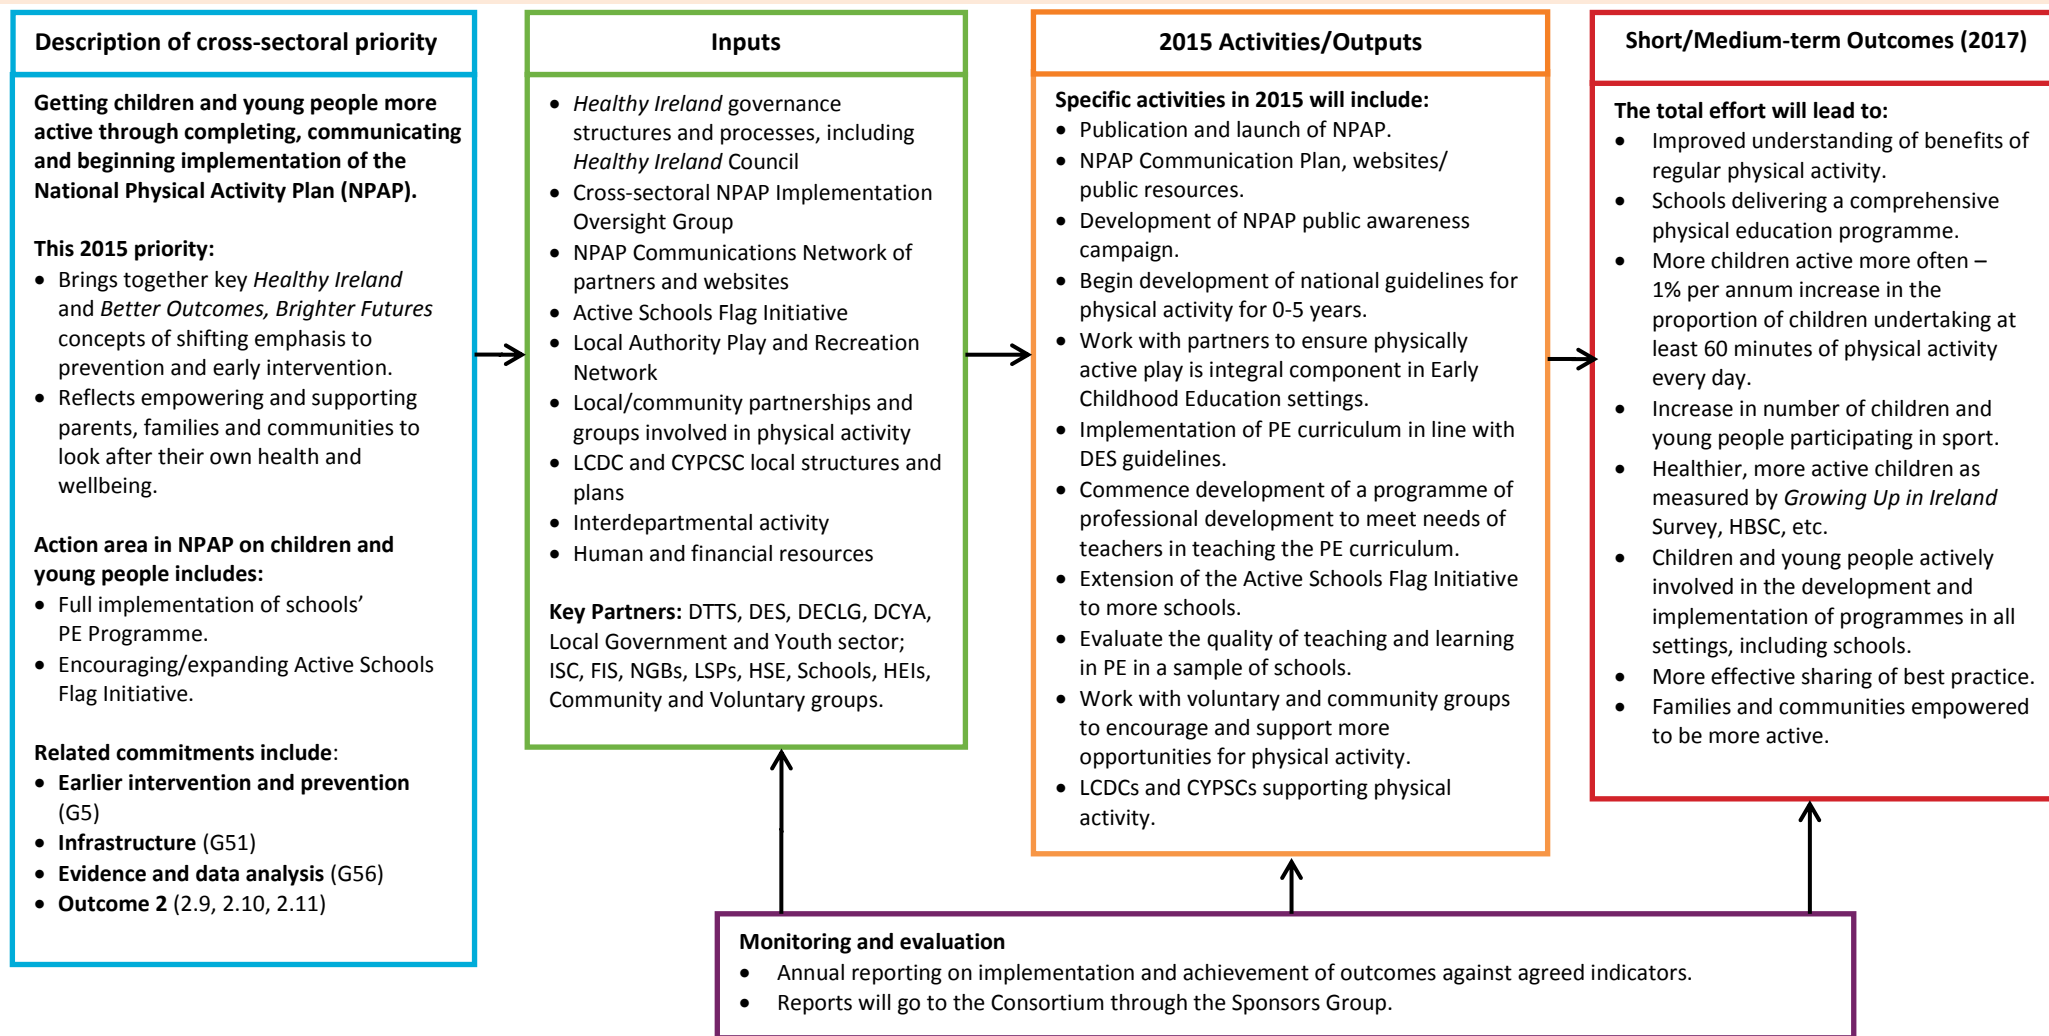 Description of cross-sectoral priority
Getting children and young people more
active through completing, communicating
and beginning implementation of the
National Physical Activity Plan (NPAP).
This 2015 priority:
• Brings together key Healthy Ireland
and Better Outcomes, Brighter Futures
concepts of shifting emphasis to
prevention and early intervention.
• Reflects empowering and supporting
parents, families and communities to
look after their own health and
wellbeing.
Action area in NPAP on children and
young people includes:
• Full implementation of schools’
PE Programme.
• Encouraging/expanding Active Schools
Flag Initiative.
Related commitments include:
• Earlier intervention and prevention
(G5)
• Infrastructure (G51)
• Evidence and data analysis (G56)
• Outcome 2 (2.9, 2.10, 2.11)
Inputs
• Healthy Ireland governance
structures and processes, including
Healthy Ireland Council
• Cross-sectoral NPAP Implementation
Oversight Group
• NPAP Communications Network of
partners and websites
• Active Schools Flag Initiative
• Local Authority Play and Recreation
Network
• Local/community partnerships and
groups involved in physical activity
• LCDC and CYPCSC local structures and
plans
• Interdepartmental activity
• Human and financial resources
Key Partners: DTTS, DES, DECLG, DCYA,
Local Government and Youth sector;
ISC, FIS, NGBs, LSPs, HSE, Schools, HEIs,
Community and Voluntary groups.
2015 Activities/Outputs
Specific activities in 2015 will include:
• Publication and launch of NPAP.
• NPAP Communication Plan, websites/
public resources.
• Development of NPAP public awareness
campaign.
• Begin development of national guidelines for
physical activity for 0-5 years.
• Work with partners to ensure physically
active play is integral component in Early
Childhood Education settings.
• Implementation of PE curriculum in line with
DES guidelines.
• Commence development of a programme of
professional development to meet needs of
teachers in teaching the PE curriculum.
• Extension of the Active Schools Flag Initiative
to more schools.
• Evaluate the quality of teaching and learning
in PE in a sample of schools.
• Work with voluntary and community groups
to encourage and support more
opportunities for physical activity.
• LCDCs and CYPSCs supporting physical
activity.
Short/Medium-term Outcomes (2017)
The total effort will lead to:
• Improved understanding of benefits of
regular physical activity.
• Schools delivering a comprehensive
physical education programme.
• More children active more often –
1% per annum increase in the
proportion of children undertaking at
least 60 minutes of physical activity
every day.
• Increase in number of children and
young people participating in sport.
• Healthier, more active children as
measured by Growing Up in Ireland
Survey, HBSC, etc.
• Children and young people actively
involved in the development and
implementation of programmes in all
settings, including schools.
• More effective sharing of best practice.
• Families and communities empowered
to be more active.
Monitoring and evaluation
• Annual reporting on implementation and achievement of outcomes against agreed indicators.
• Reports will go to the Consortium through the Sponsors Group.